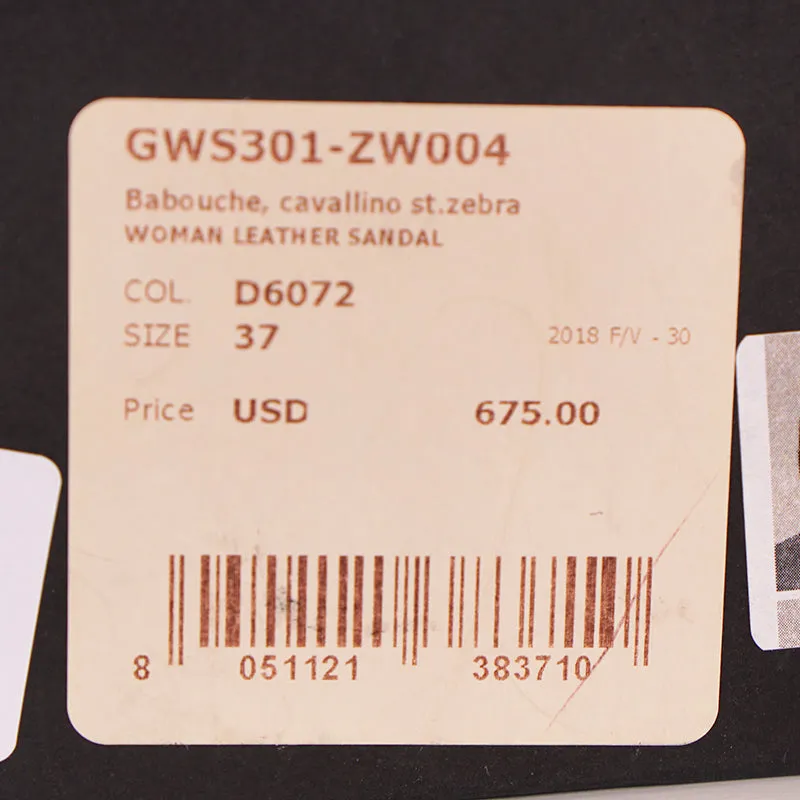 GWS301-ZW004
Babouche, cavallino st.zebra
WOMAN LEATHER SANDAL
COL. D6072
SIZE 37 2018 F/V - 30
Price USD 675.00
8 051121 383710